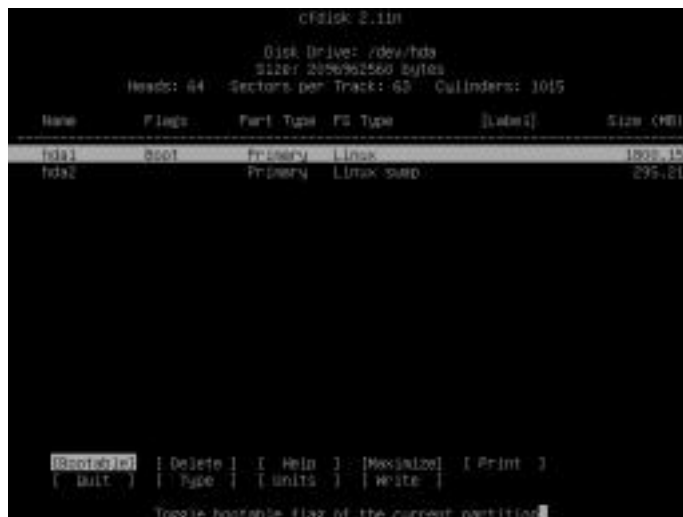 cfdisk 2.11n
Disk Drive: /dev/hda
Size: 2096962560 bytes
Heads: 64 Sectors per Track: 63 Cylinders: 1015
Name Flags Part Type FS Type [Label] Size (MB)
hda1 Boot Primary Linux 1800.15
hda2 Primary Linux swap 295.21
[Bootable] [ Delete ] [ Help ] [Maximize] [ Print ]
[ Quit ] [ Type ] [ Units ] [ Write ]
Toggle bootable flag of the current partition